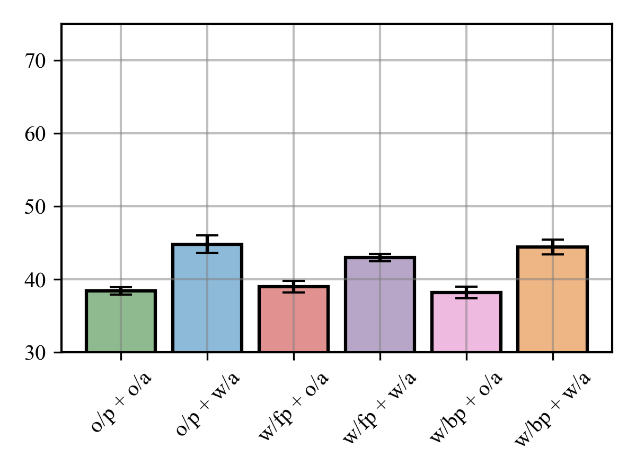 70
60
50
40
30
o/p + o/a
o/p + w/a
w/fp + o/a
w/fp + w/a
w/bp + o/a
w/bp + w/a